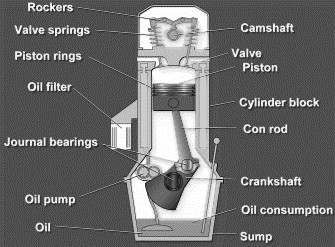 Rockers
Valve springs
Camshaft
Valve
Piston rings
Piston
Oil filter
Cylinder block
Con rod
Journal bearings
Crankshaft
Oil pump
Oil consumption
Oil
Sump